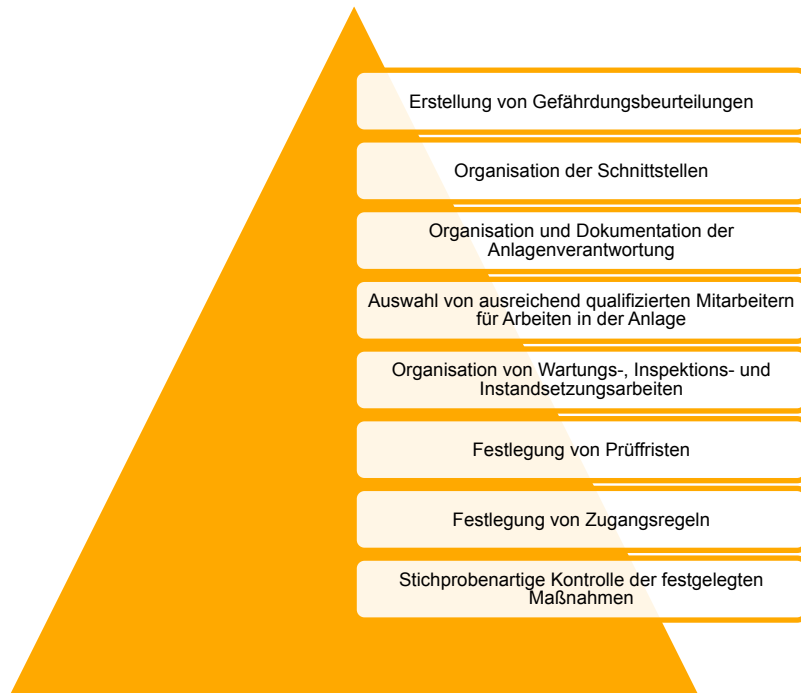 Erstellung von Gefährdungsbeurteilungen
Organisation der Schnittstellen
Organisation und Dokumentation der
Anlagenverantwortung
Auswahl von ausreichend qualifizierten Mitarbeitern
für Arbeiten in der Anlage
Organisation von Wartungs-, Inspektions- und
Instandsetzungsarbeiten
Festlegung von Prüffristen
Festlegung von Zugangsregeln
Stichprobenartige Kontrolle der festgelegten
Maßnahmen